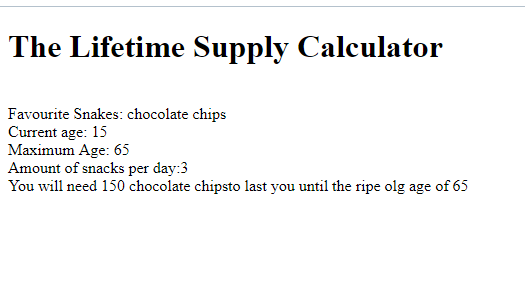 The Lifetime Supply Calculator
Favourite Snakes: chocolate chips
Current age: 15
Maximum Age: 65
Amount of snacks per day:3
You will need 150 chocolate chipsto last you until the ripe olg age of 65